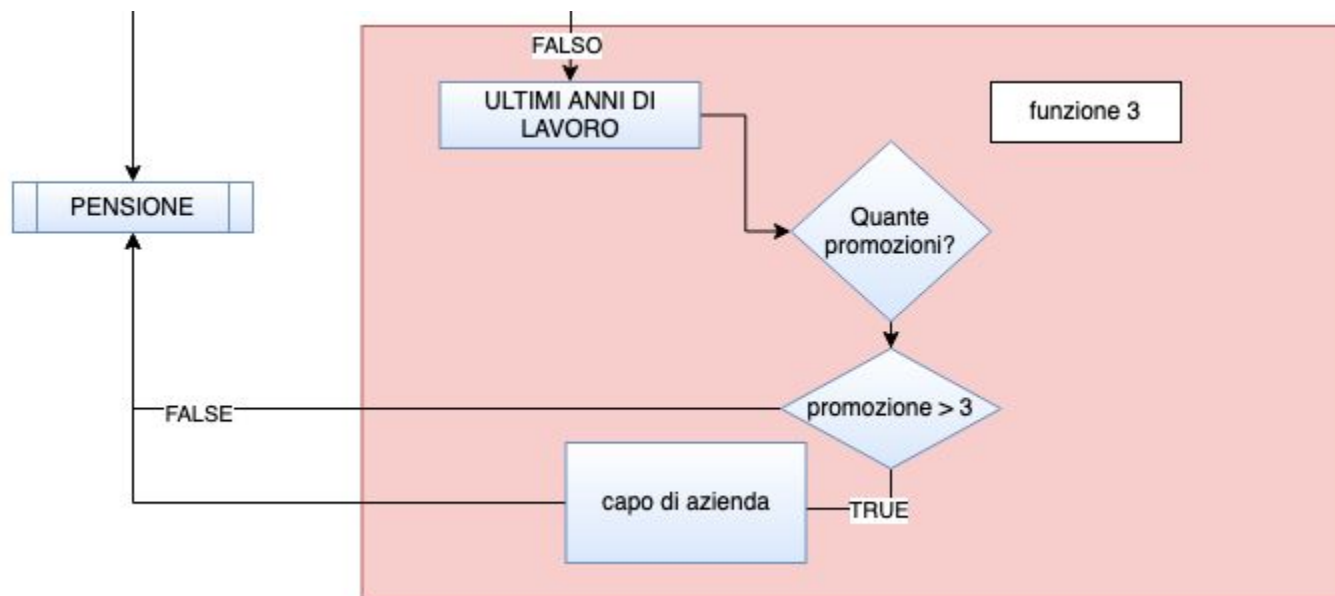 FALSO
ULTIMI ANNI DI
LAVORO
funzione 3
PENSIONE
Quante
promozioni?
promozione > 3
FALSE
capo di azienda
TRUE